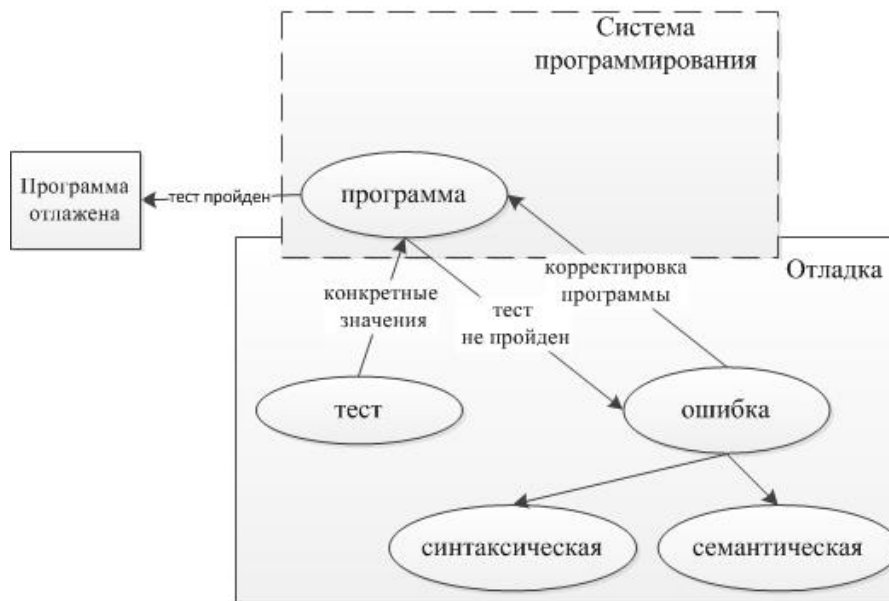 Система
программирования
Программа
отлажена
тест пройден
программа
Отладка
корректировка
программы
конкретные
значения
тест
не пройден
тест
ошибка
синтаксическая
семантическая